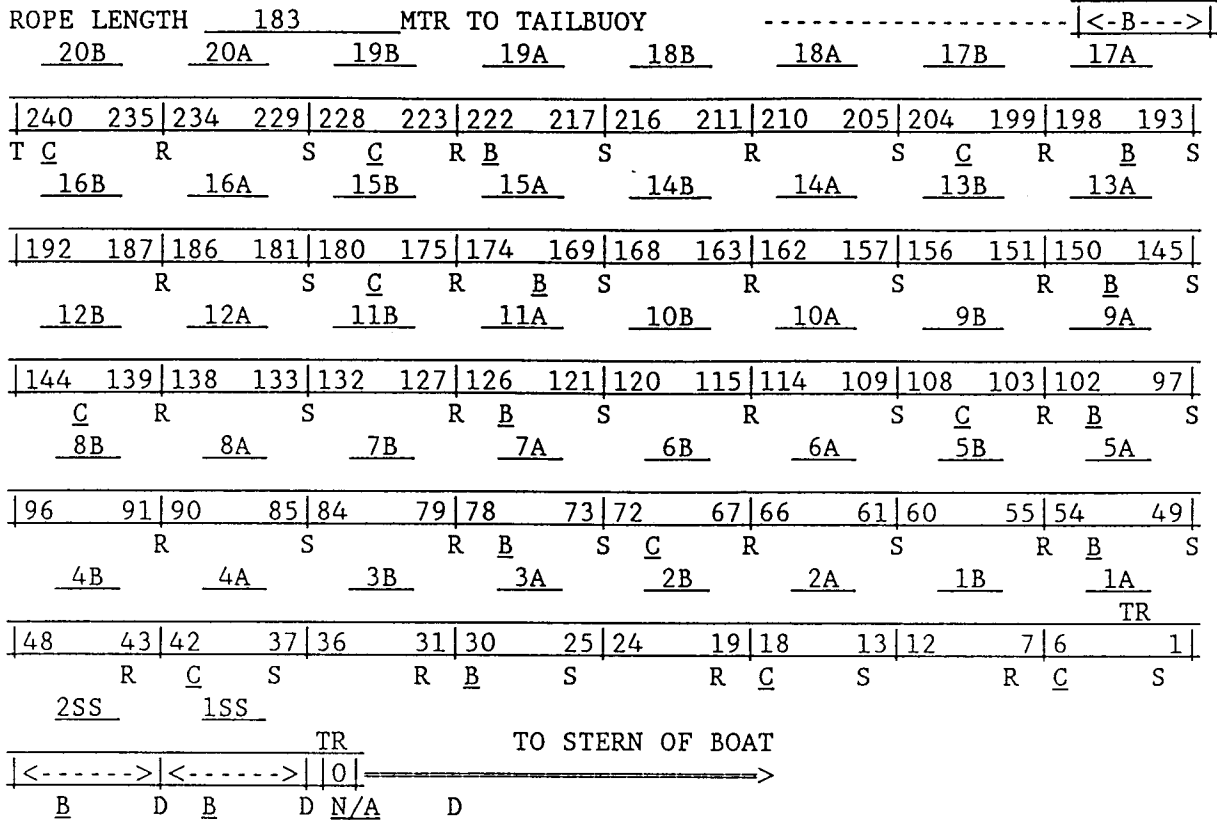 ROPE LENGTH 183 MTR TO TAILBUOY - - - - - - - - - - - - - - - - - - - - |<-B--->|
20B 20A 19B 19A 18B 18A 17B 17A
|240 235|234 229|228 223|222 217|216 211|210 205|204 199|198 193|
T C R S C R B S R S C R B S
16B 16A 15B 15A 14B 14A 13B 13A
|192 187|186 181|180 175|174 169|168 163|162 157|156 151|150 145|
R S C R B S R S R B S
12B 12A 11B 11A 10B 10A 9B 9A
|144 139|138 133|132 127|126 121|120 115|114 109|108 103|102 97|
C R S R B S R S C R B S
8B 8A 7B 7A 6B 6A 5B 5A
|96 91|90 85|84 79|78 73|72 67|66 61|60 55|54 49|
R S R B S C R S R B S
4B 4A 3B 3A 2B 2A 1B 1A
TR
|48 43|42 37|36 31|30 25|24 19|18 13|12 7|6 1|
R C S R B S R C S R C S
2SS 1SS
TR TO STERN OF BOAT
|<- - - - - ->|<- - - - - ->| |0|=========================>
B D B D N/A D